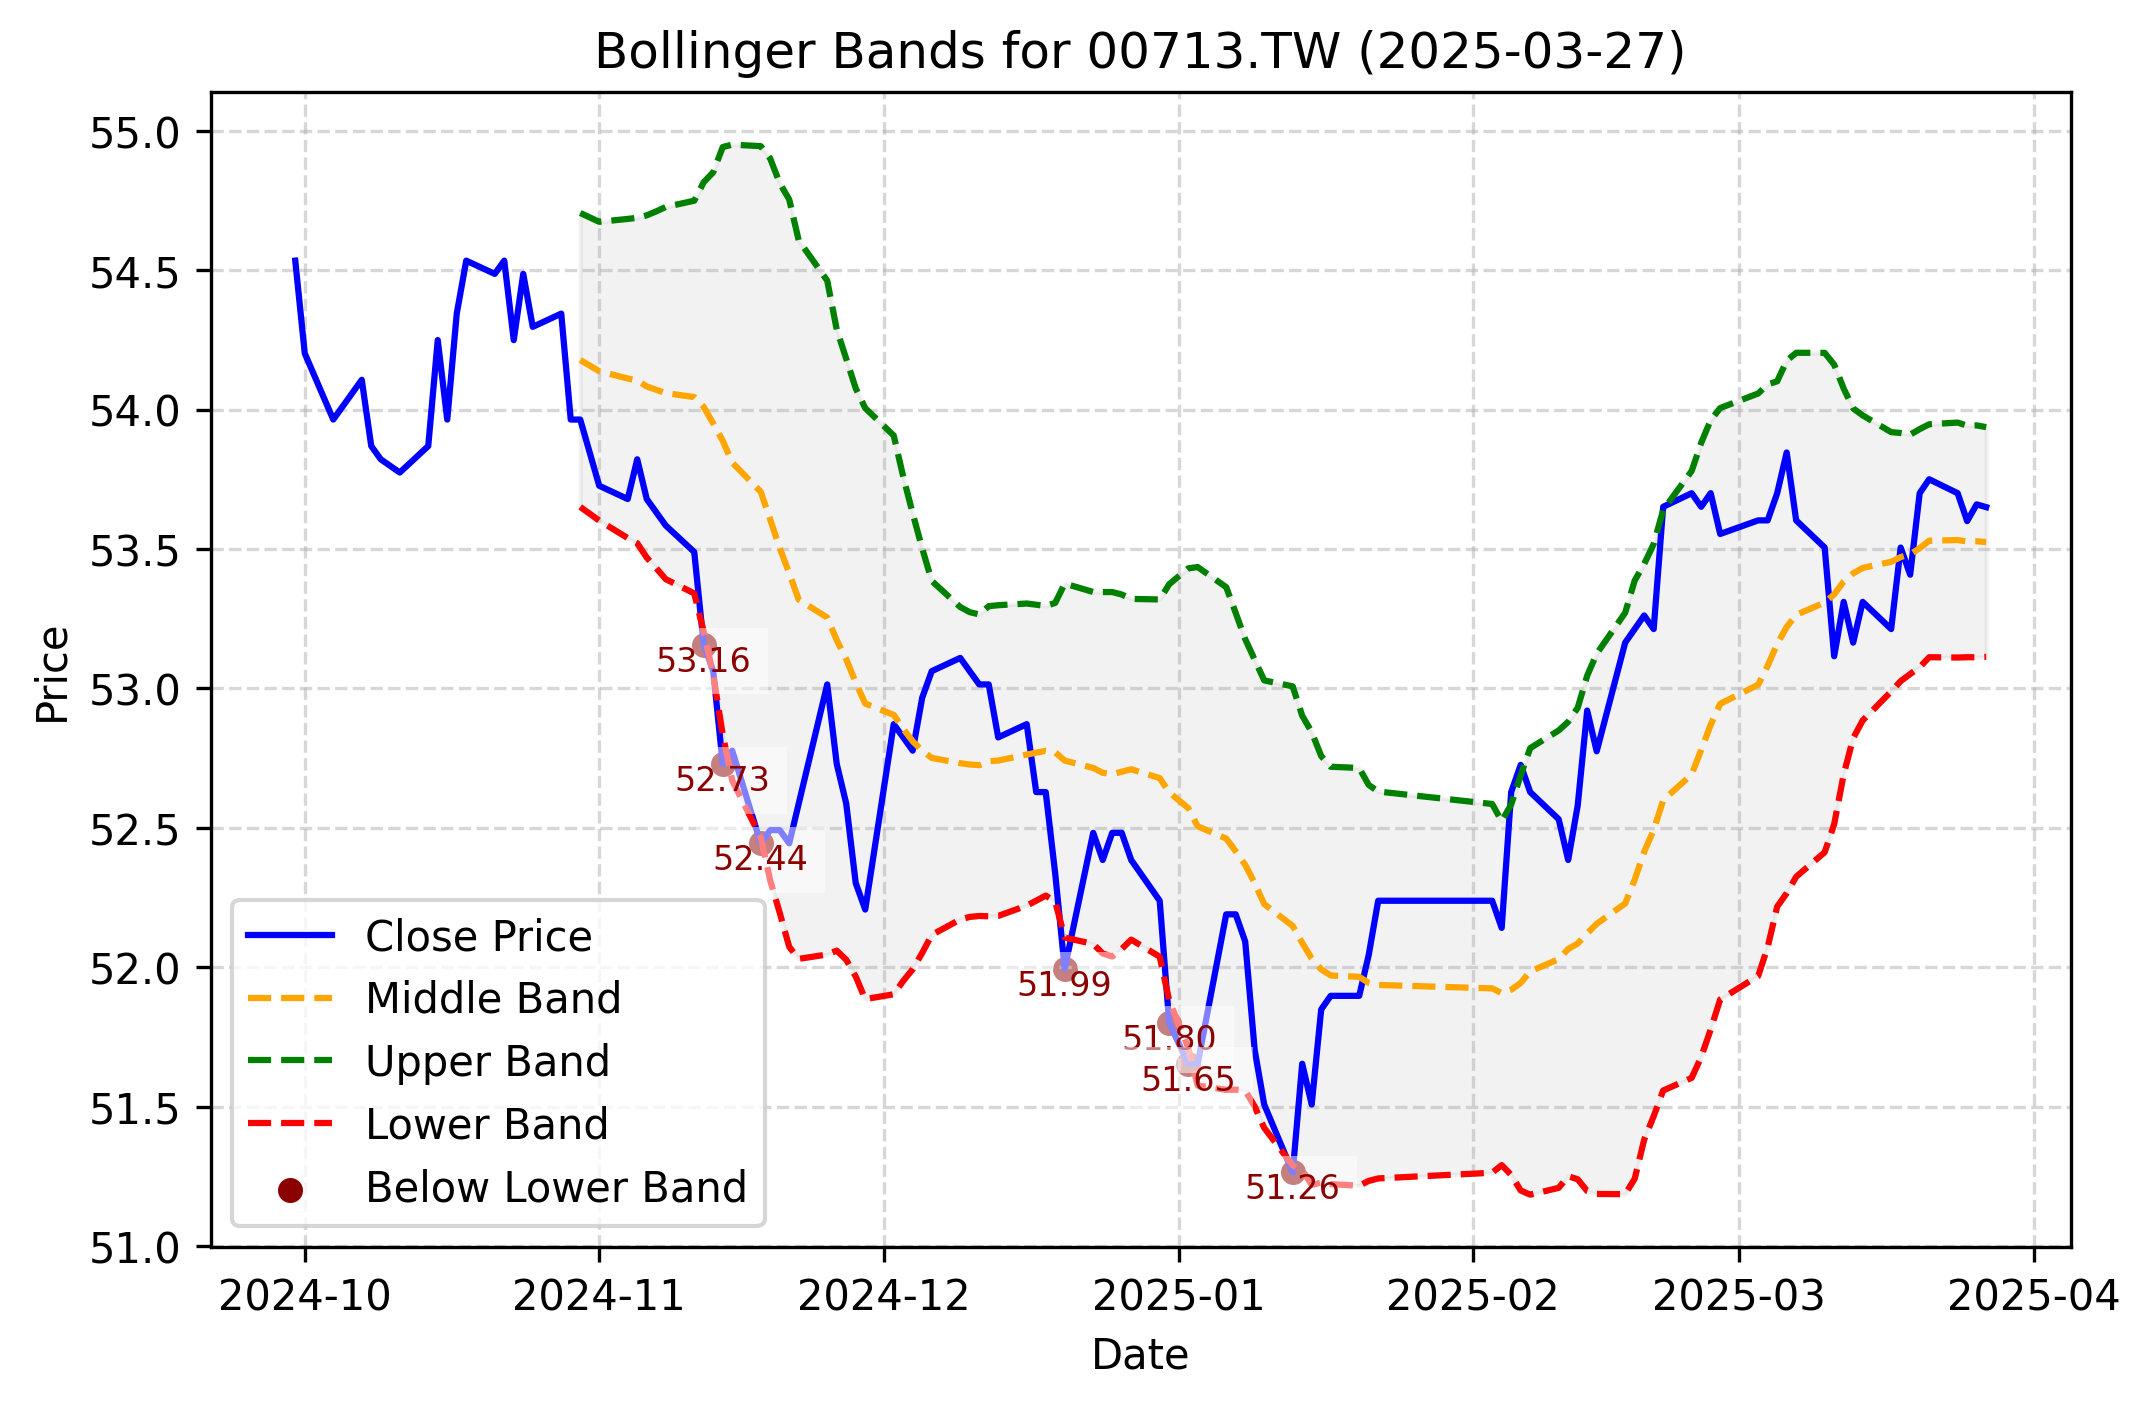 Bollinger Bands for 00713.TW (2025-03-27)
55.0
54.5
54.0
53.5
53.0
52.5
52.0
51.5
51.0
Price
53.16
52.73
52.44
51.99
51.80
51.65
51.26
Close Price
Middle Band
Upper Band
Lower Band
Below Lower Band
2024-10
2024-11
2024-12
2025-01
2025-02
2025-03
2025-04
Date